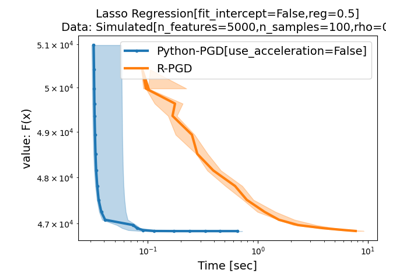 Lasso Regression[fit_intercept=False,reg=0.5]
Data: Simulated[n_features=5000,n_samples=100,rho=0
Python-PGD[use_acceleration=False]
R-PGD
value: F(x)
5.1 × 10⁴
5 × 10⁴
4.9 × 10⁴
4.8 × 10⁴
4.7 × 10⁴
10⁻¹
10⁰
10¹
Time [sec]